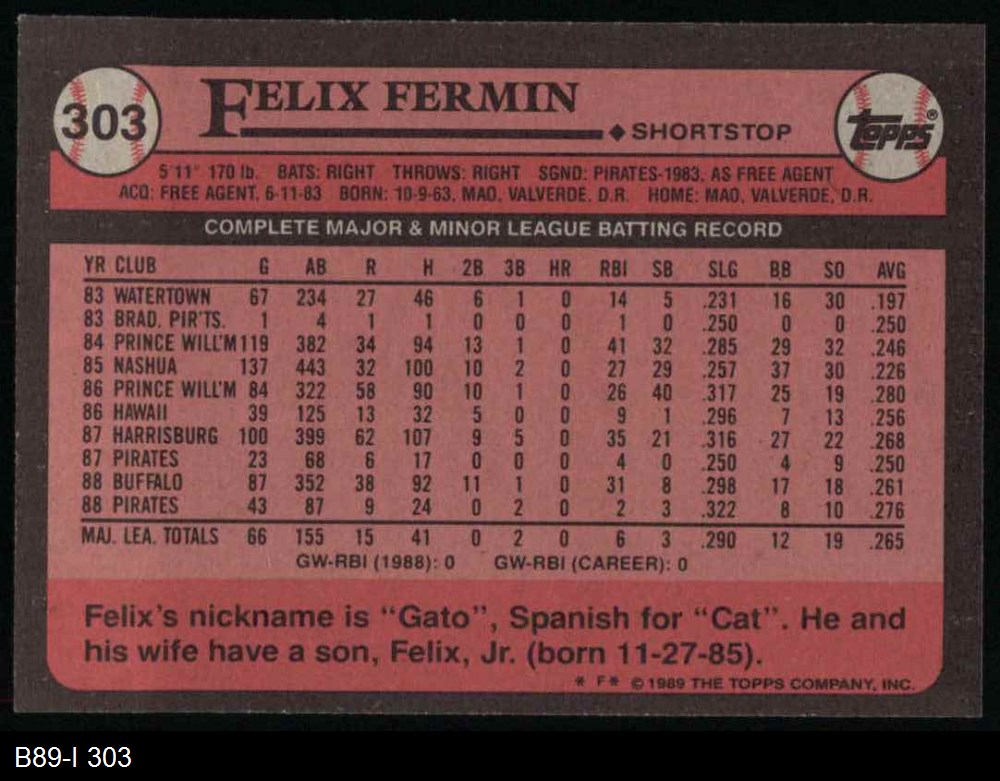 303
FELIX FERMIN
◆ SHORTSTOP
topps®
5'11" 170 lb. BATS: RIGHT THROWS: RIGHT SGND: PIRATES-1983, AS FREE AGENT
ACQ: FREE AGENT, 6-11-83 BORN: 10-9-63, MAO, VALVERDE, D.R. HOME: MAO, VALVERDE, D.R.
COMPLETE MAJOR & MINOR LEAGUE BATTING RECORD
YR CLUB G AB R H 2B 3B HR RBI SB SLG BB SO AVG
83 WATERTOWN 67 234 27 46 6 1 0 14 5 .231 16 30 .197
83 BRAD. PIR'TS. 1 4 1 1 0 0 0 1 0 .250 0 0 .250
84 PRINCE WILL'M 119 382 34 94 13 1 0 41 32 .285 29 32 .246
85 NASHUA 137 443 32 100 10 2 0 27 29 .257 37 30 .226
86 PRINCE WILL'M 84 322 58 90 10 1 0 26 40 .317 25 19 .280
86 HAWAII 39 125 13 32 5 0 0 9 1 .296 7 13 .256
87 HARRISBURG 100 399 62 107 9 5 0 35 21 .316 27 22 .268
87 PIRATES 23 68 6 17 0 0 0 4 0 .250 4 9 .250
88 BUFFALO 87 352 38 92 11 1 0 31 8 .298 17 18 .261
88 PIRATES 43 87 9 24 0 2 0 2 3 .322 8 10 .276
MAJ. LEA. TOTALS 66 155 15 41 0 2 0 6 3 .290 12 19 .265
GW-RBI (1988): 0 GW-RBI (CAREER): 0
Felix's nickname is "Gato", Spanish for "Cat". He and
his wife have a son, Felix, Jr. (born 11-27-85).
* F* © 1989 THE TOPPS COMPANY, INC.
B89-I 303